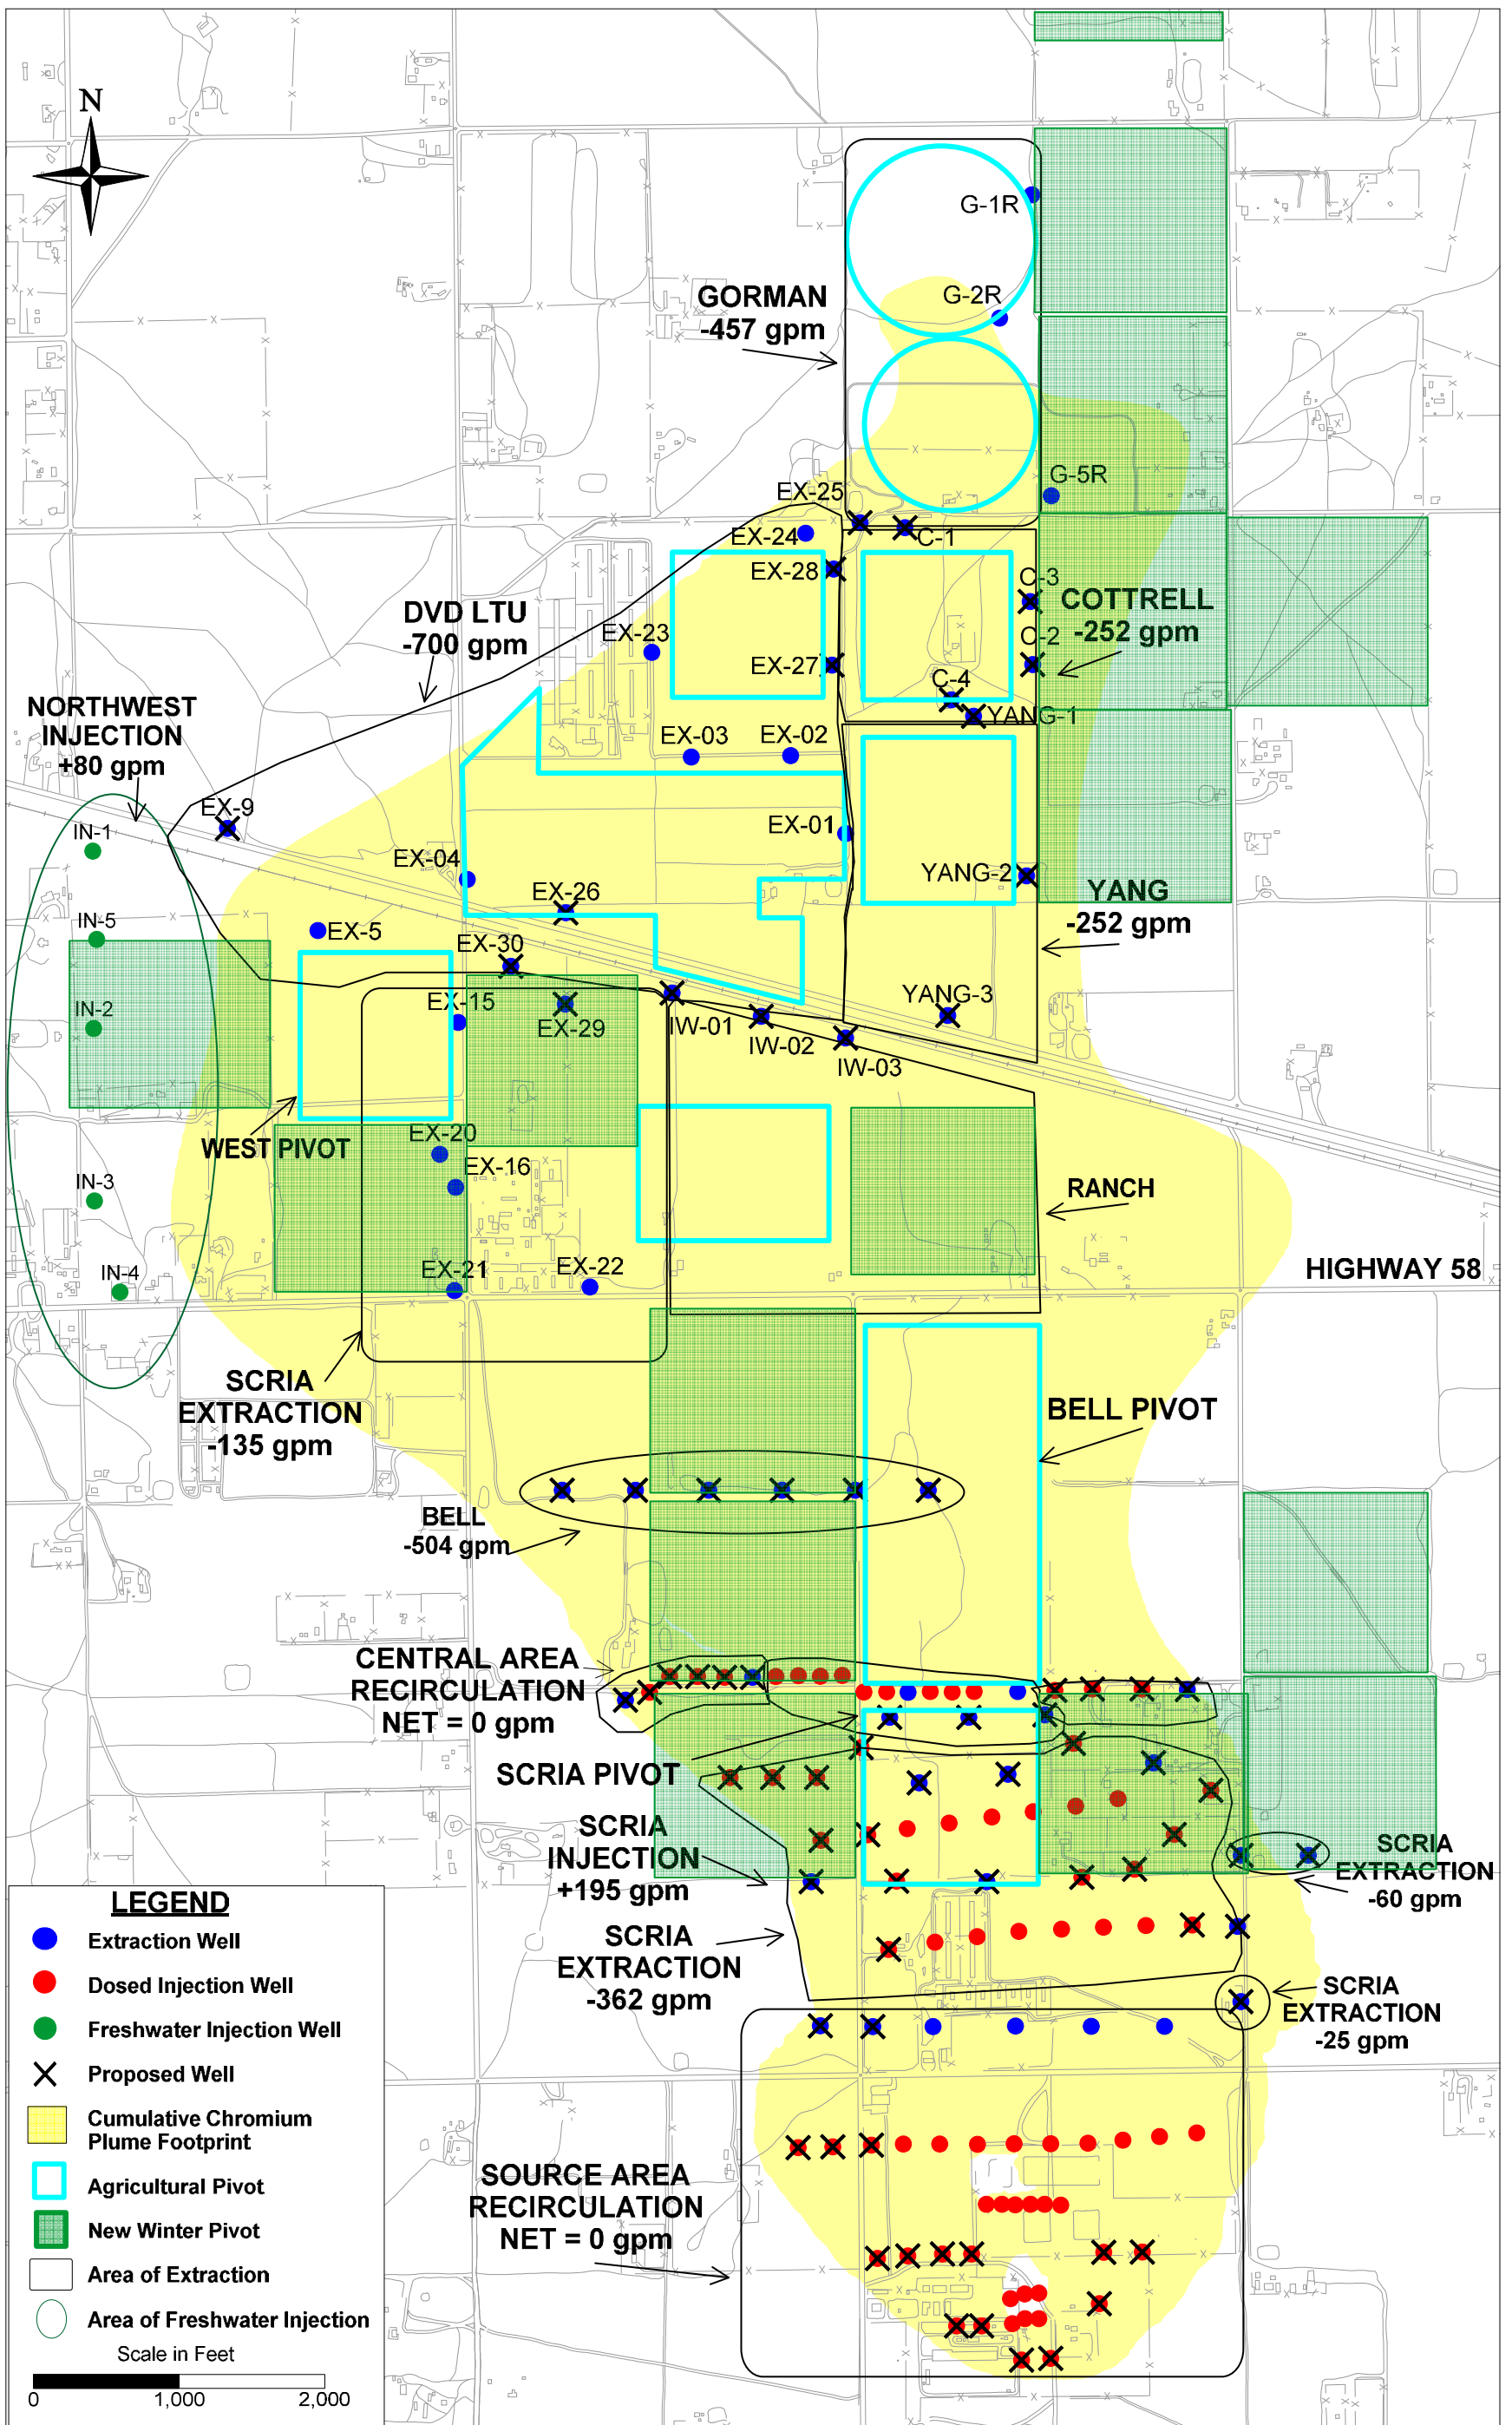 N
G-1R
G-2R
GORMAN
-457 gpm
G-5R
EX-25
EX-24
C-1
EX-28
C-3
COTTRELL
-252 gpm
DVD LTU
-700 gpm
EX-23
C-2
EX-27
C-4
YANG-1
NORTHWEST
INJECTION
+80 gpm
EX-03
EX-02
EX-9
IN-1
EX-01
EX-04
YANG-2
YANG
-252 gpm
EX-26
IN-5
EX-5
EX-30
EX-15
YANG-3
IN-2
EX-29
IW-01
IW-02
IW-03
WEST PIVOT
EX-20
EX-16
IN-3
RANCH
IN-4
EX-21
EX-22
HIGHWAY 58
SCRIA
EXTRACTION
-135 gpm
BELL PIVOT
BELL
-504 gpm
CENTRAL AREA
RECIRCULATION
NET = 0 gpm
SCRIA PIVOT
SCRIA
INJECTION
+195 gpm
SCRIA
EXTRACTION
-60 gpm
SCRIA
EXTRACTION
-362 gpm
SCRIA
EXTRACTION
-25 gpm
SOURCE AREA
RECIRCULATION
NET = 0 gpm
LEGEND
Extraction Well
Dosed Injection Well
Freshwater Injection Well
Proposed Well
Cumulative Chromium
Plume Footprint
Agricultural Pivot
New Winter Pivot
Area of Extraction
Area of Freshwater Injection
Scale in Feet
0 1,000 2,000